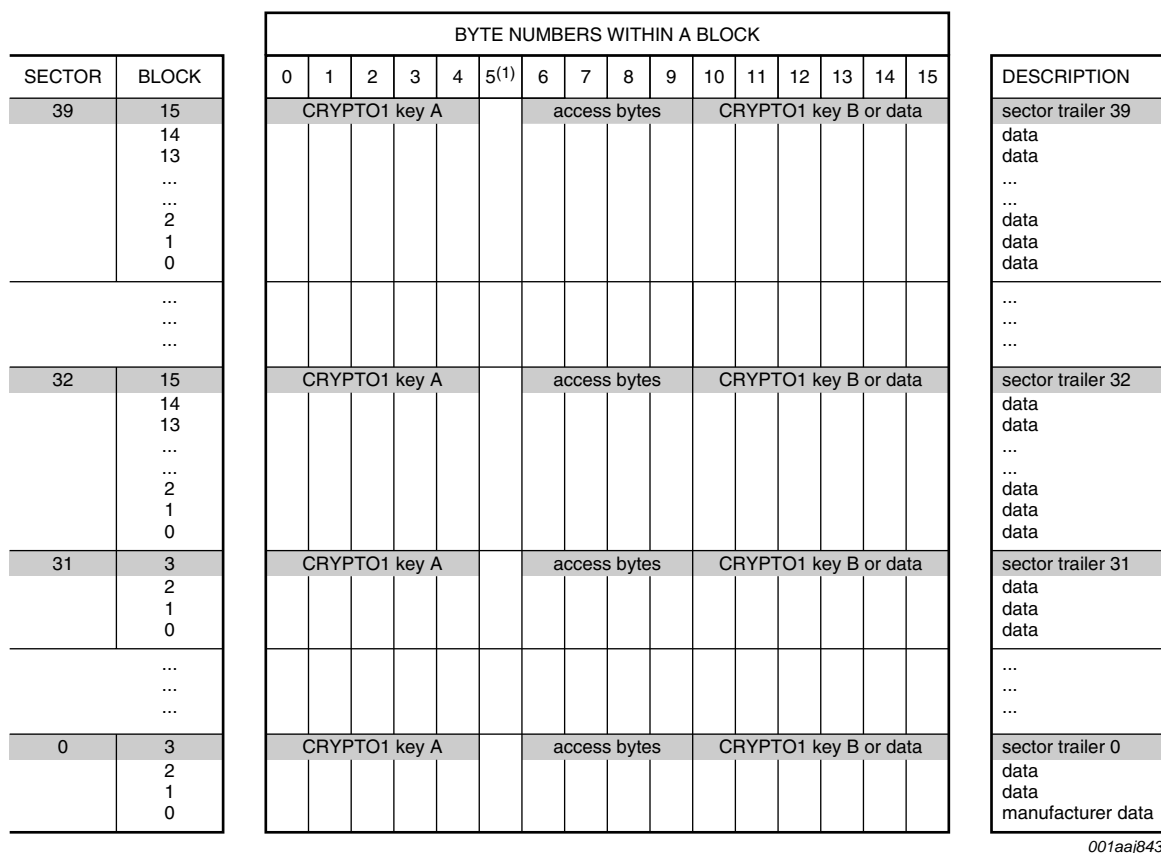 BYTE NUMBERS WITHIN A BLOCK
SECTOR BLOCK 0 1 2 3 4 5(1) 6 7 8 9 10 11 12 13 14 15 DESCRIPTION
39 15 CRYPTO1 key A access bytes CRYPTO1 key B or data sector trailer 39
14 data
13 data
... ...
... ...
2 data
1 data
0 data
... ...
... ...
... ...
32 15 CRYPTO1 key A access bytes CRYPTO1 key B or data sector trailer 32
14 data
13 data
... ...
... ...
2 data
1 data
0 data
31 3 CRYPTO1 key A access bytes CRYPTO1 key B or data sector trailer 31
2 data
1 data
0 data
... ...
... ...
... ...
0 3 CRYPTO1 key A access bytes CRYPTO1 key B or data sector trailer 0
2 data
1 data
0 manufacturer data
001aaj843